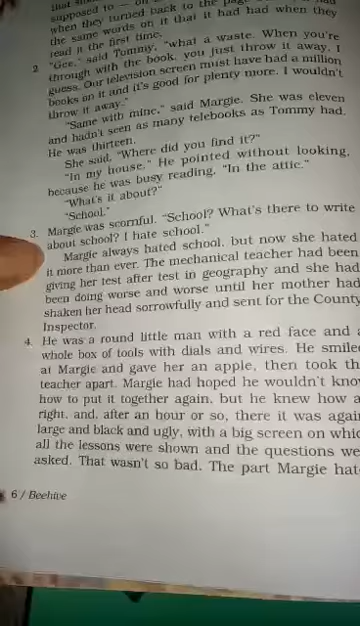 supposed to —
when they turned back to the page
the same words on it that it had had when they
read it the first time.
2. "Gee," said Tommy, "what a waste. When you're
through with the book, you just throw it away, I
guess. Our television screen must have had a million
books on it and it's good for plenty more. I wouldn't
throw it away."
"Same with mine," said Margie. She was eleven
and hadn't seen as many telebooks as Tommy had.
He was thirteen.
She said, "Where did you find it?"
"In my house." He pointed without looking,
because he was busy reading. "In the attic."
"What's it about?"
"School."
3. Margie was scornful. "School? What's there to write
about school? I hate school."
Margie always hated school, but now she hated
it more than ever. The mechanical teacher had been
giving her test after test in geography and she had
been doing worse and worse until her mother had
shaken her head sorrowfully and sent for the County
Inspector.
4. He was a round little man with a red face and a
whole box of tools with dials and wires. He smile
at Margie and gave her an apple, then took th
teacher apart. Margie had hoped he wouldn't kno
how to put it together again, but he knew how a
right, and, after an hour or so, there it was agai
large and black and ugly, with a big screen on whic
all the lessons were shown and the questions we
asked. That wasn't so bad. The part Margie hat
6 / Beehive